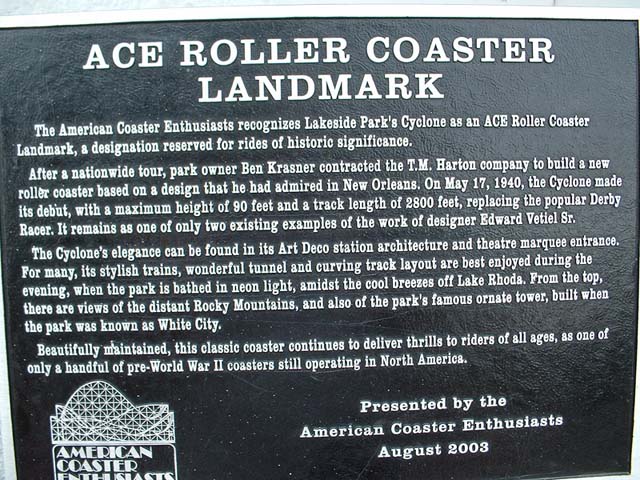 ACE ROLLER COASTER
LANDMARK
The American Coaster Enthusiasts recognizes Lakeside Park's Cyclone as an ACE Roller Coaster
Landmark, a designation reserved for rides of historic significance.
After a nationwide tour, park owner Ben Krasner contracted the T.M. Harton company to build a new
roller coaster based on a design that he had admired in New Orleans. On May 17, 1940, the Cyclone made
its debut, with a maximum height of 90 feet and a track length of 2800 feet, replacing the popular Derby
Racer. It remains as one of only two existing examples of the work of designer Edward Vetiel Sr.
The Cyclone's elegance can be found in its Art Deco station architecture and theatre marquee entrance.
For many, its stylish trains, wonderful tunnel and curving track layout are best enjoyed during the
evening, when the park is bathed in neon light, amidst the cool breezes off Lake Rhoda. From the top,
there are views of the distant Rocky Mountains, and also of the park's famous ornate tower, built when
the park was known as White City.
Beautifully maintained, this classic coaster continues to deliver thrills to riders of all ages, as one of
only a handful of pre-World War II coasters still operating in North America.
Presented by the
American Coaster Enthusiasts
August 2003
AMERICAN
COASTER
ENTHUSIASTS